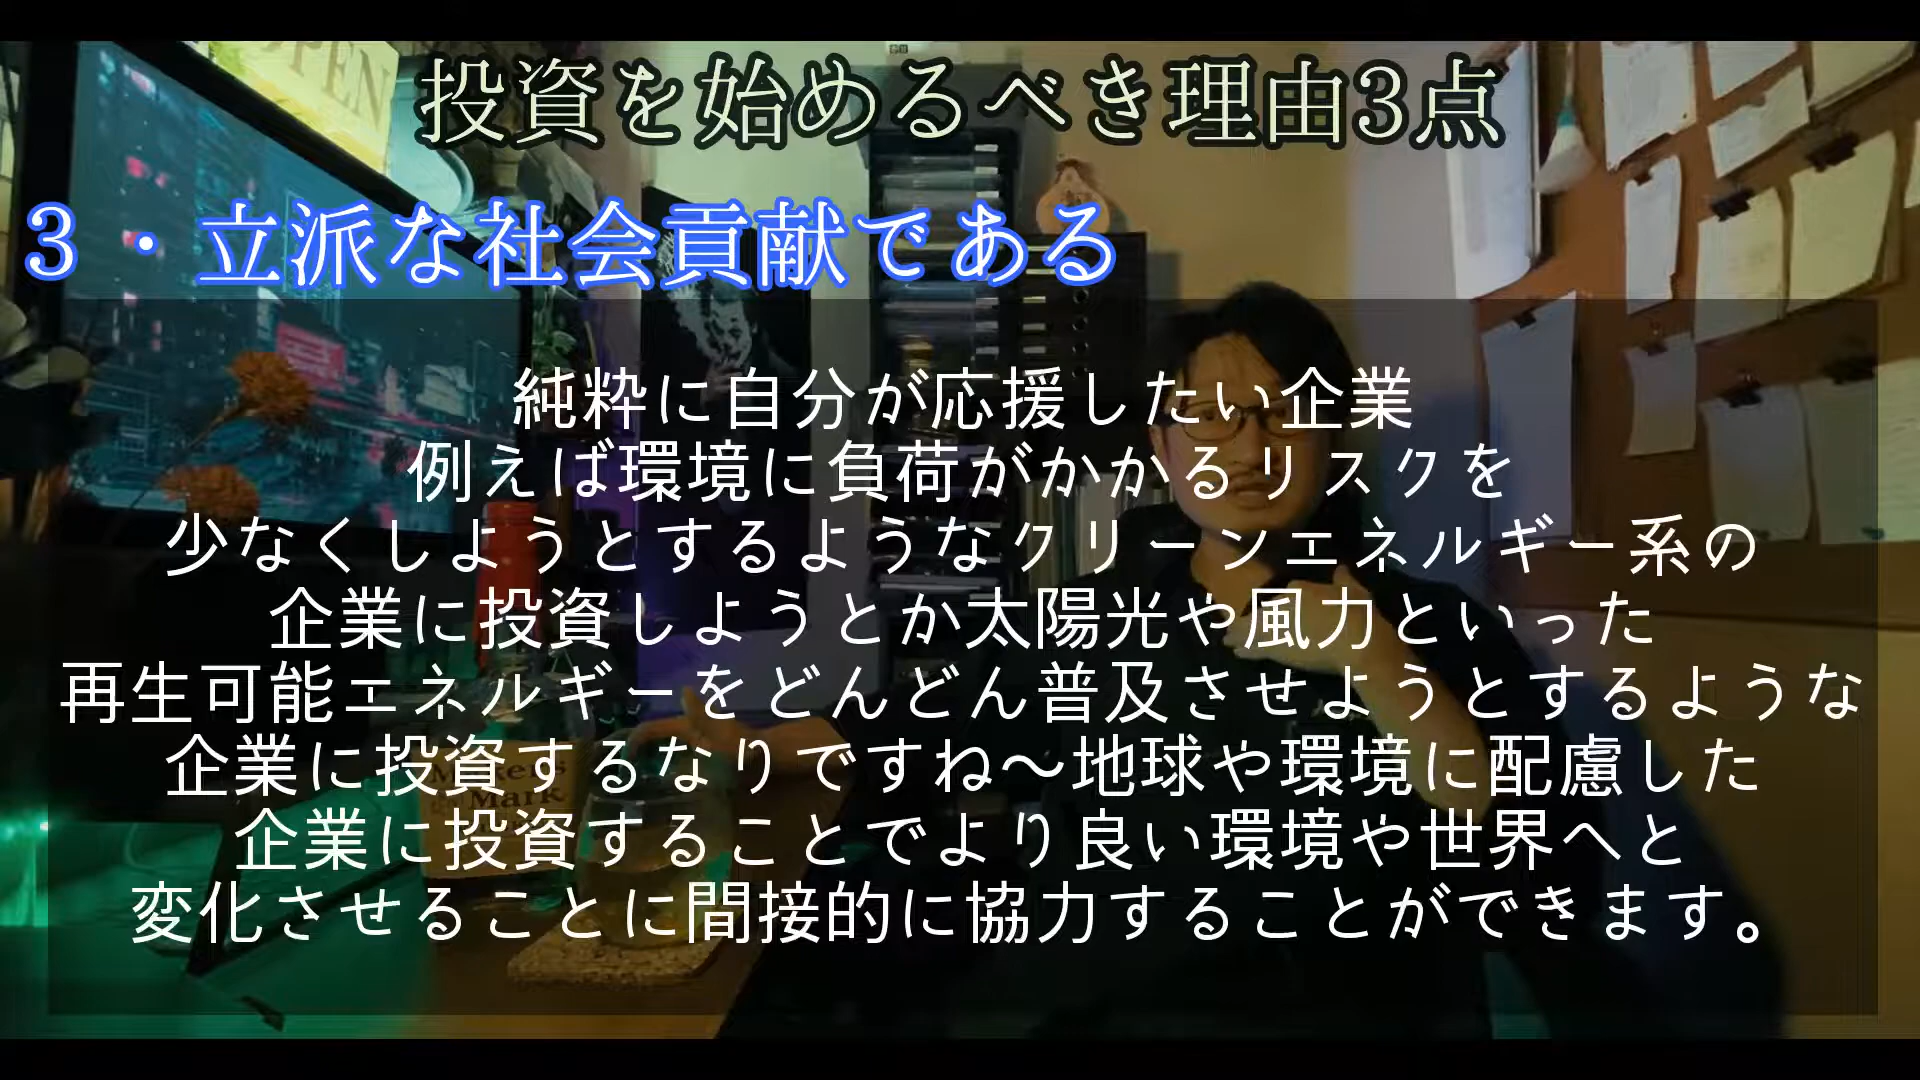 投資を始めるべき理由3点
3・立派な社会貢献である
純粋に自分が応援したい企業
例えば環境に負荷がかかるリスクを
少なくしようとするようなクリーンエネルギー系の
企業に投資しようとか太陽光や風力といった
再生可能エネルギーをどんどん普及させようとするような
企業に投資するなりですね～地球や環境に配慮した
企業に投資することでより良い環境や世界へと
変化させることに間接的に協力することができます。
OPEN
Makers
Mark